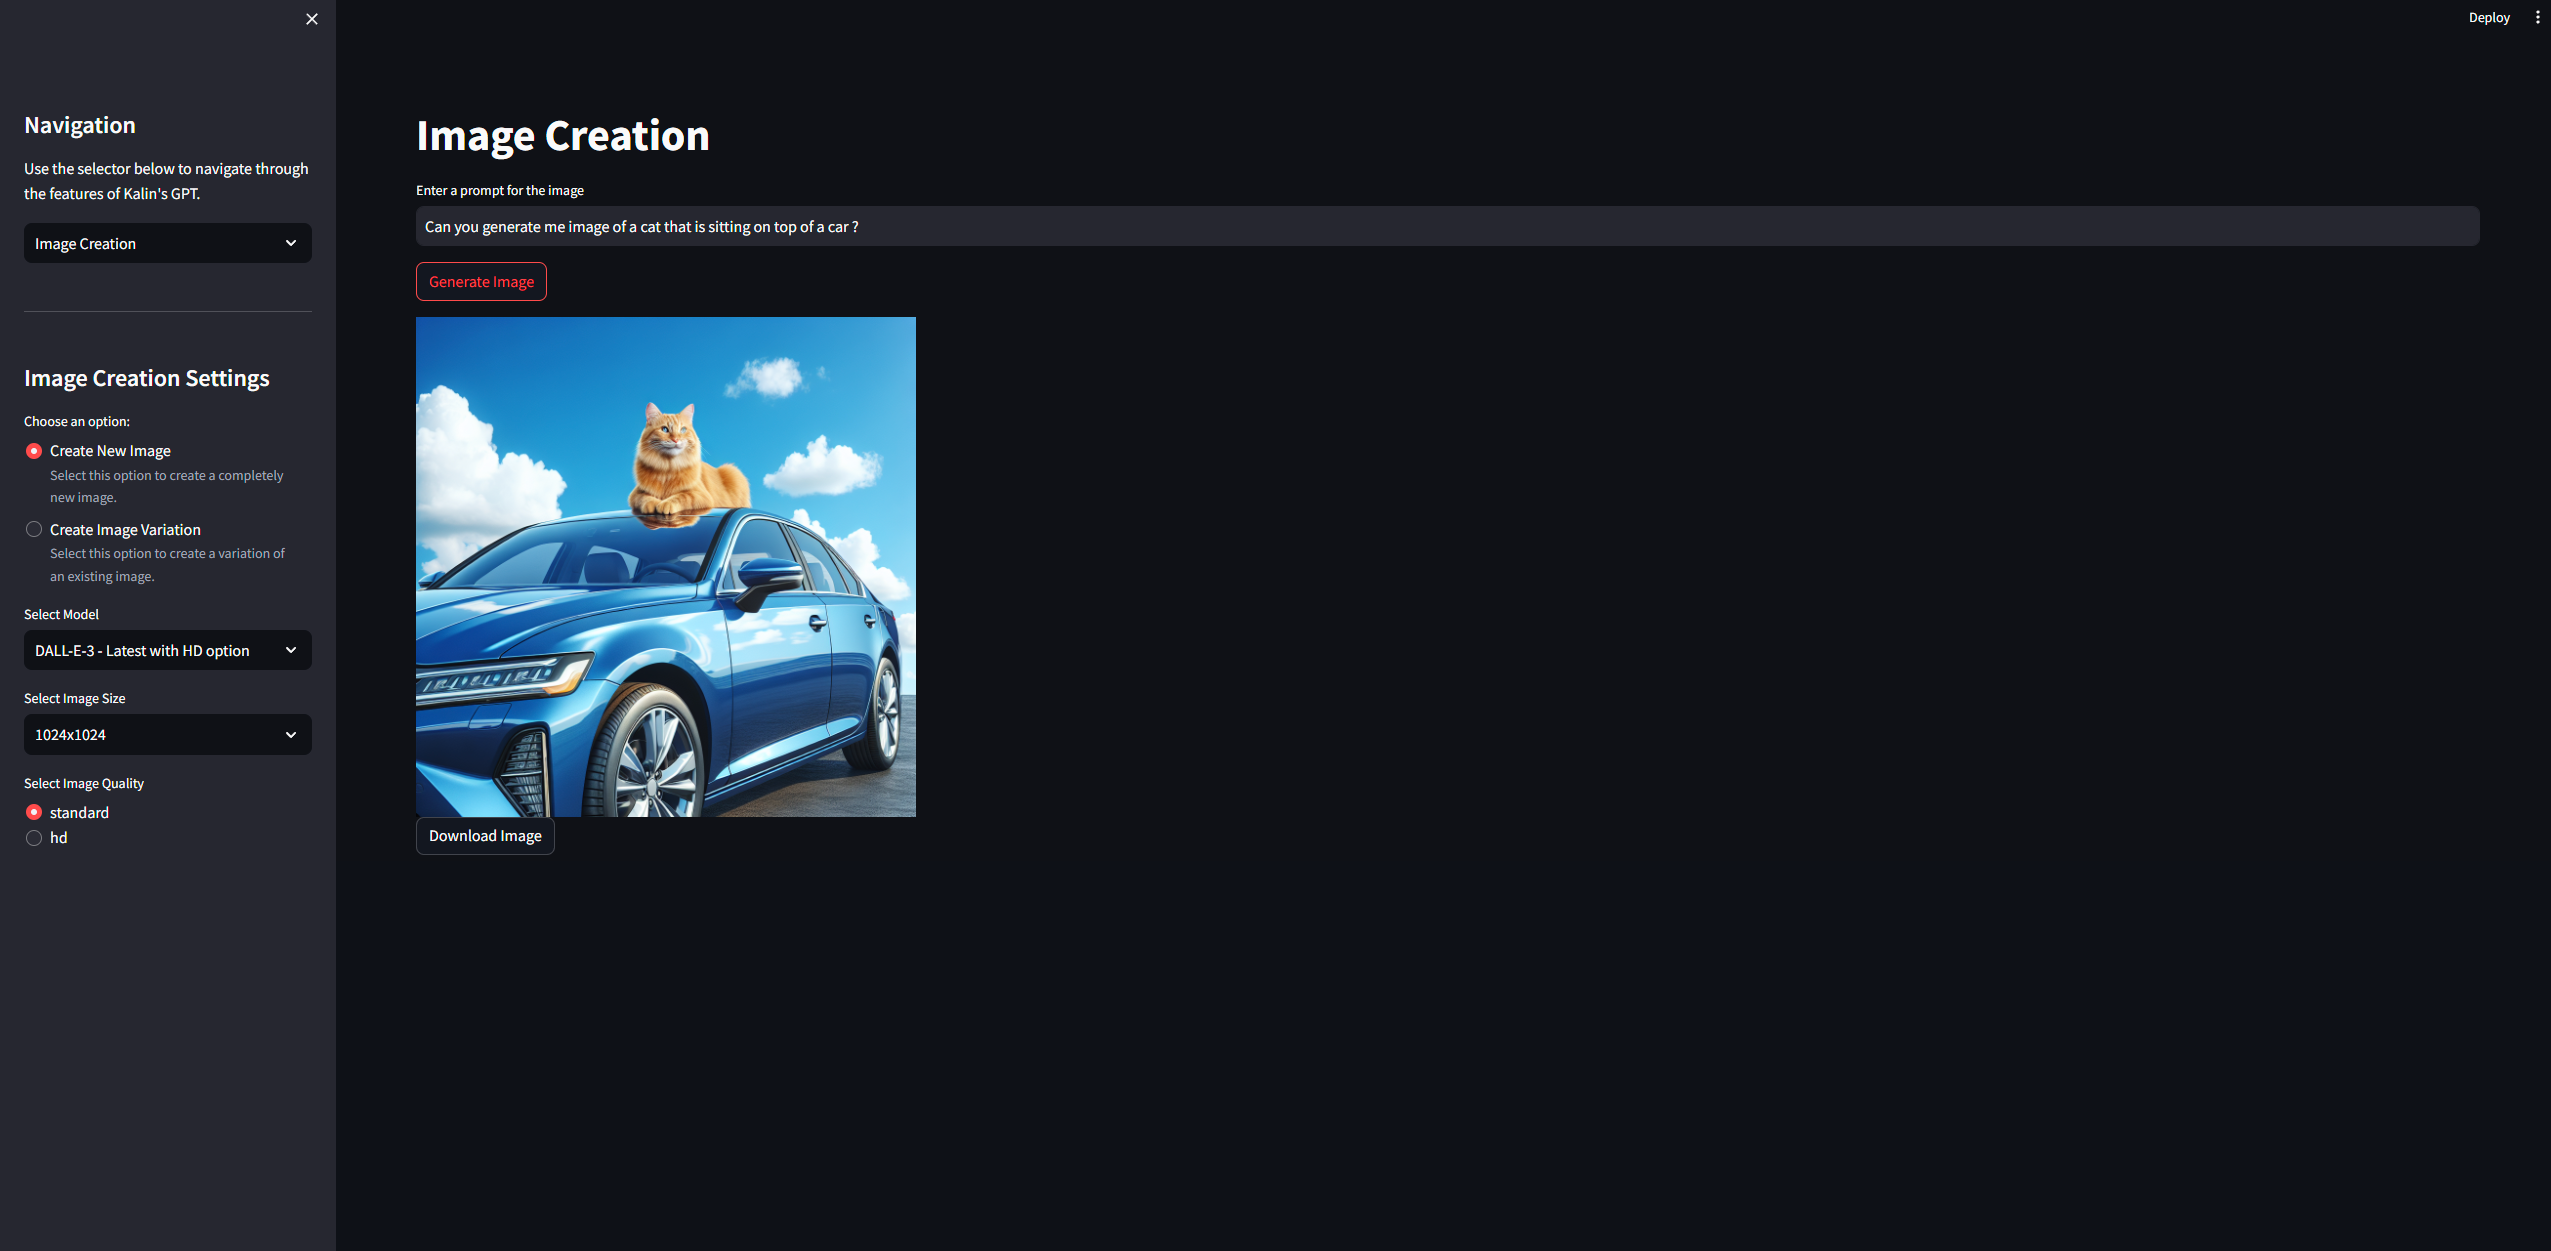 Deploy
Navigation
Use the selector below to navigate through
the features of Kalin's GPT.
Image Creation
Image Creation Settings
Choose an option:
Create New Image
Select this option to create a completely
new image.
Create Image Variation
Select this option to create a variation of
an existing image.
Select Model
DALL-E-3 - Latest with HD option
Select Image Size
1024x1024
Select Image Quality
standard
hd
Image Creation
Enter a prompt for the image
Can you generate me image of a cat that is sitting on top of a car ?
Generate Image
Download Image